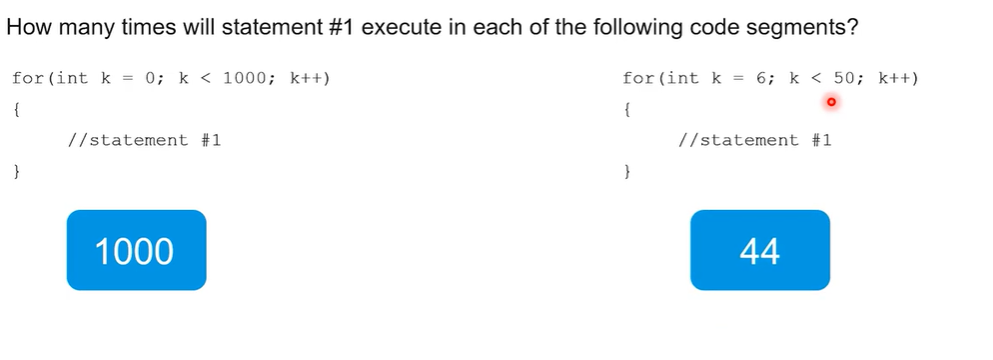 How many times will statement #1 execute in each of the following code segments?
for(int k = 0; k < 1000; k++)
{
//statement #1
}
1000
for(int k = 6; k < 50; k++)
{
//statement #1
}
44